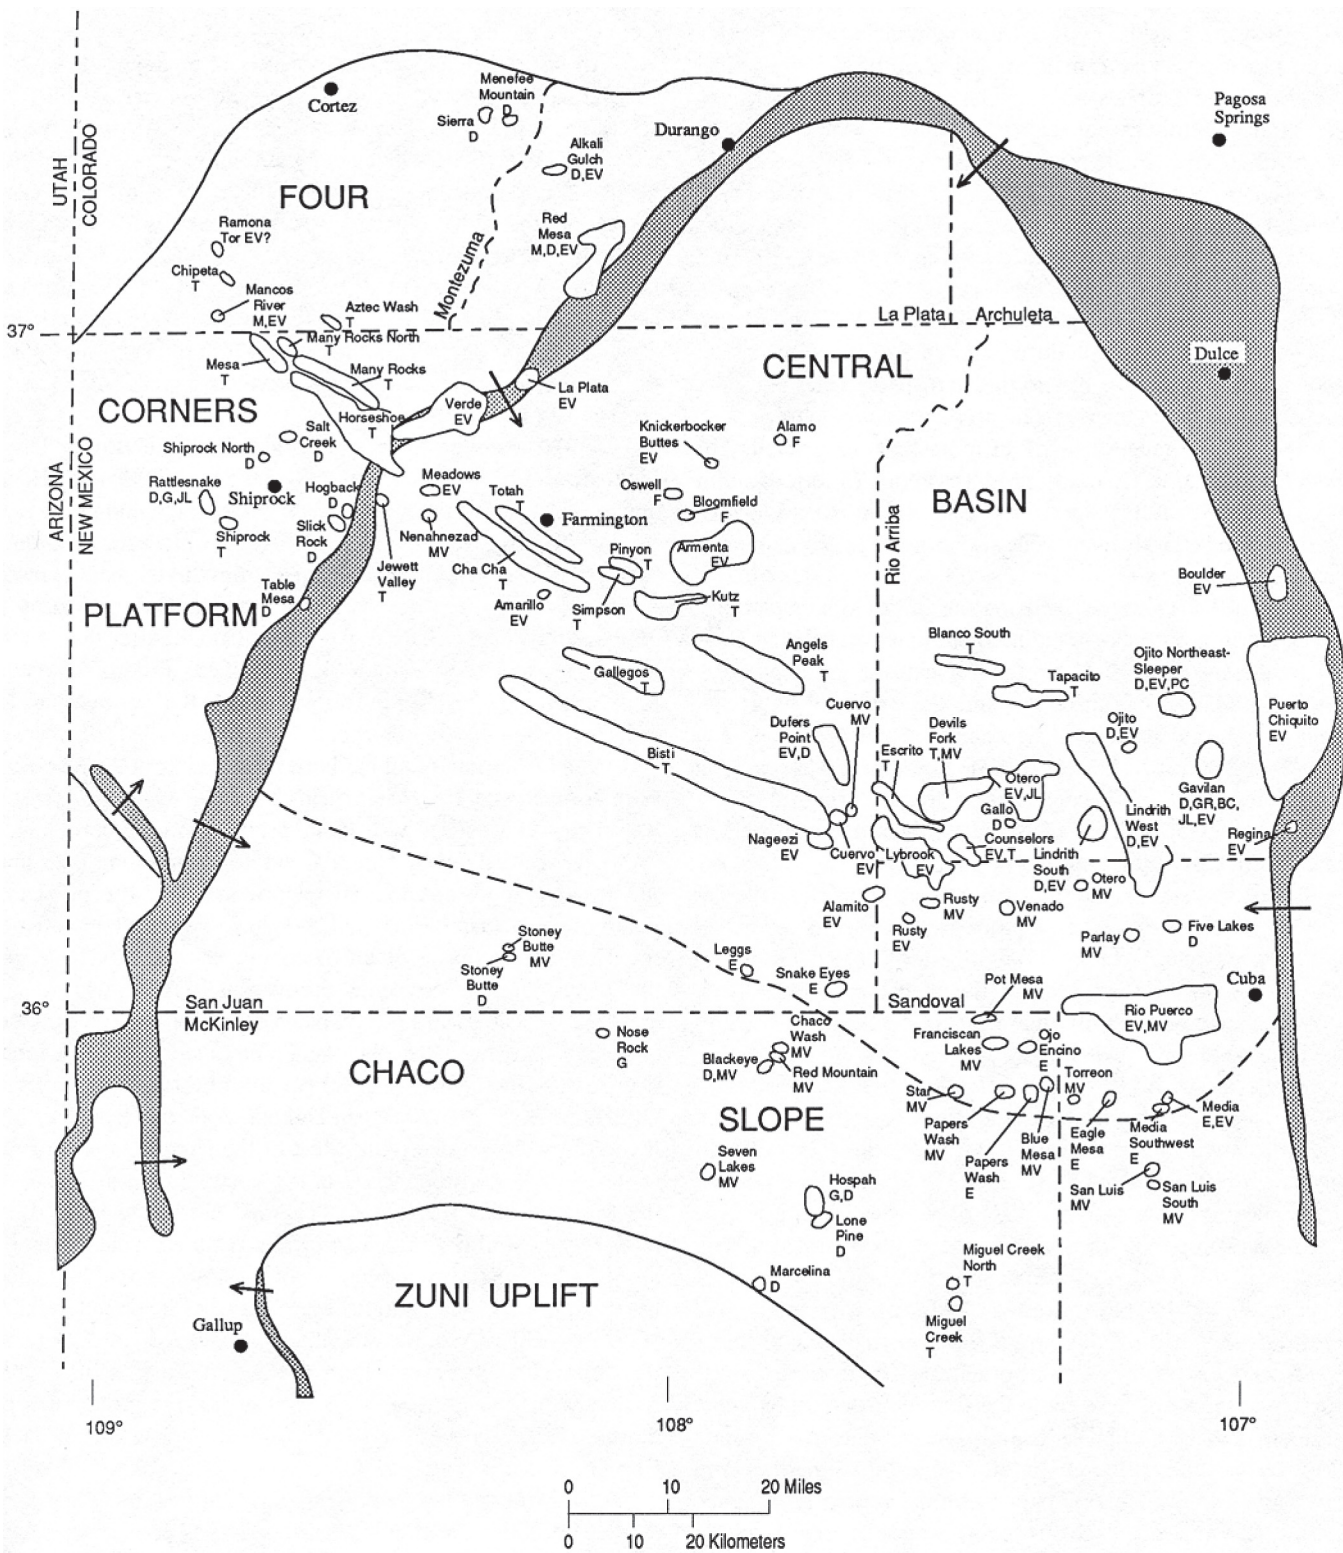 Cortez
Menefee
Mountain
D
Sierra
D
Durango
Pagosa
Springs
Alkali
Gulch
D,EV
UTAH
COLORADO
FOUR
Ramona
Tor EV?
Chipeta
T
Mancos
River
M,EV
Aztec Wash
T
Montezuma
Red
Mesa
M,D,EV
La Plata
Archuleta
37°
Many Rocks North
T
Mesa
T
Many Rocks
T
CENTRAL
Dulce
CORNERS
Horseshoe
T
Verde
EV
La Plata
EV
Salt
Creek
D
Shiprock North
D
Knickerbocker
Buttes
EV
Alamo
F
ARIZONA
NEW MEXICO
Rattlesnake
D,G,JL
Shiprock
Hogback
D
Meadows
EV
Totah
T
Oswell
F
Bloomfield
F
BASIN
Shiprock
T
Slick
Rock
D
Nenahnezad
MV
Farmington
Armenta
EV
Rio Arriba
Jewett
Valley
T
Cha Cha
T
Pinyon
T
Boulder
EV
Table
Mesa
D
Amarillo
EV
Simpson
T
Kutz
T
PLATFORM
Gallegos
T
Angels
Peak
T
Blanco South
T
Tapacito
T
Ojito Northeast-
Sleeper
D,EV,PC
Puerto
Chiquito
EV
Bisti
T
Dufers
Point
EV,D
Cuervo
MV
Escrito
T
Devils
Fork
T,MV
Ojito
D,EV
Otero
EV,JL
Gallo
D
Gavilan
D,GR,BC,
JL,EV
Lindrith
West
D,EV
Nageezi
EV
Cuervo
EV
Lybrook
EV
Counselors
EV,T
Lindrith
South
D,EV
Regina
EV
Otero
MV
Alamito
EV
Rusty
MV
Rusty
EV
Venado
MV
Parlay
MV
Five Lakes
D
Stoney
Butte
MV
Stoney
Butte
D
Leggs
E
Snake Eyes
E
Pot Mesa
MV
Cuba
36°
San Juan
McKinley
Sandoval
Rio Puerco
EV,MV
Nose
Rock
G
Chaco
Wash
MV
Blackeye
D,MV
Red Mountain
MV
Franciscan
Lakes
MV
Ojo
Encino
E
Torreon
MV
CHACO
Star
MV
Papers
Wash
MV
Papers
Wash
E
Blue
Mesa
MV
Eagle
Mesa
E
Media
Southwest
E
Media
E,EV
SLOPE
Seven
Lakes
MV
San Luis
MV
San Luis
South
MV
Hospah
G,D
Lone
Pine
D
Miguel Creek
North
T
Marcelina
D
ZUNI UPLIFT
Miguel
Creek
T
Gallup
109°
108°
107°
0 10 20 Miles
0 10 20 Kilometers